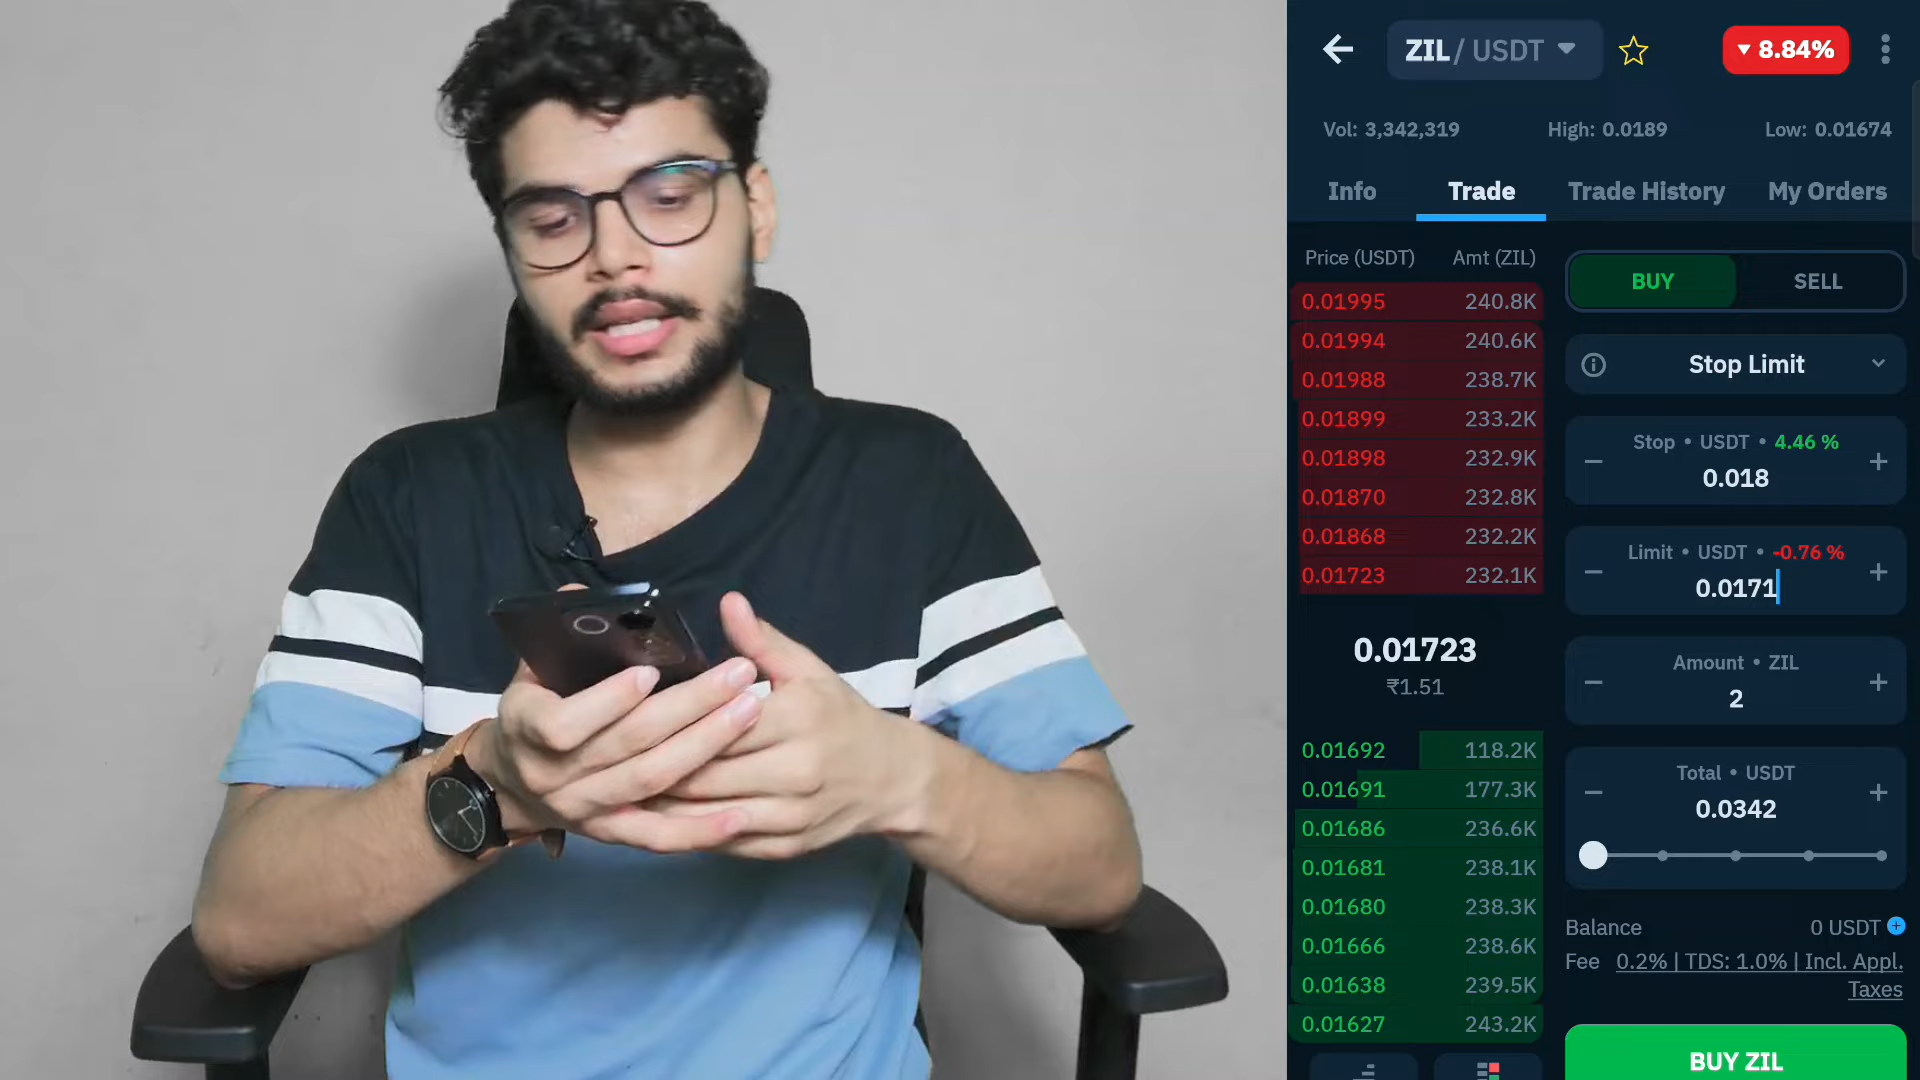 ZIL / USDT
8.84%
Vol: 3,342,319 High: 0.0189 Low: 0.01674
Info Trade Trade History My Orders
Price (USDT) Amt (ZIL)
0.01995 240.8K
0.01994 240.6K
0.01988 238.7K
0.01899 233.2K
0.01898 232.9K
0.01870 232.8K
0.01868 232.2K
0.01723 232.1K
0.01723
₹1.51
0.01692 118.2K
0.01691 177.3K
0.01686 236.6K
0.01681 238.1K
0.01680 238.3K
0.01666 238.6K
0.01638 239.5K
0.01627 243.2K
BUY SELL
Stop Limit
Stop • USDT • 4.46 %
0.018
Limit • USDT • -0.76 %
0.0171
Amount • ZIL
2
Total • USDT
0.0342
Balance 0 USDT
Fee 0.2% | TDS: 1.0% | Incl. Appl.
Taxes
BUY ZIL